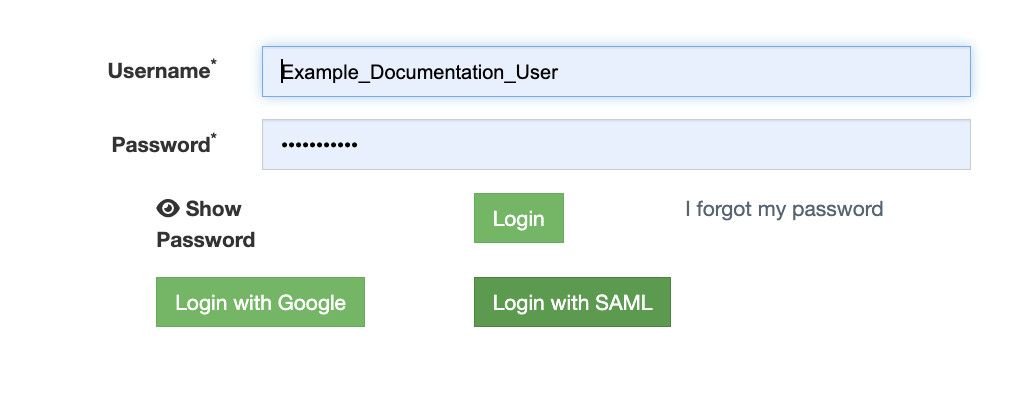 Username*
Example_Documentation_User
Password*
•••••••••••
Show
Password
Login
I forgot my password
Login with Google
Login with SAML